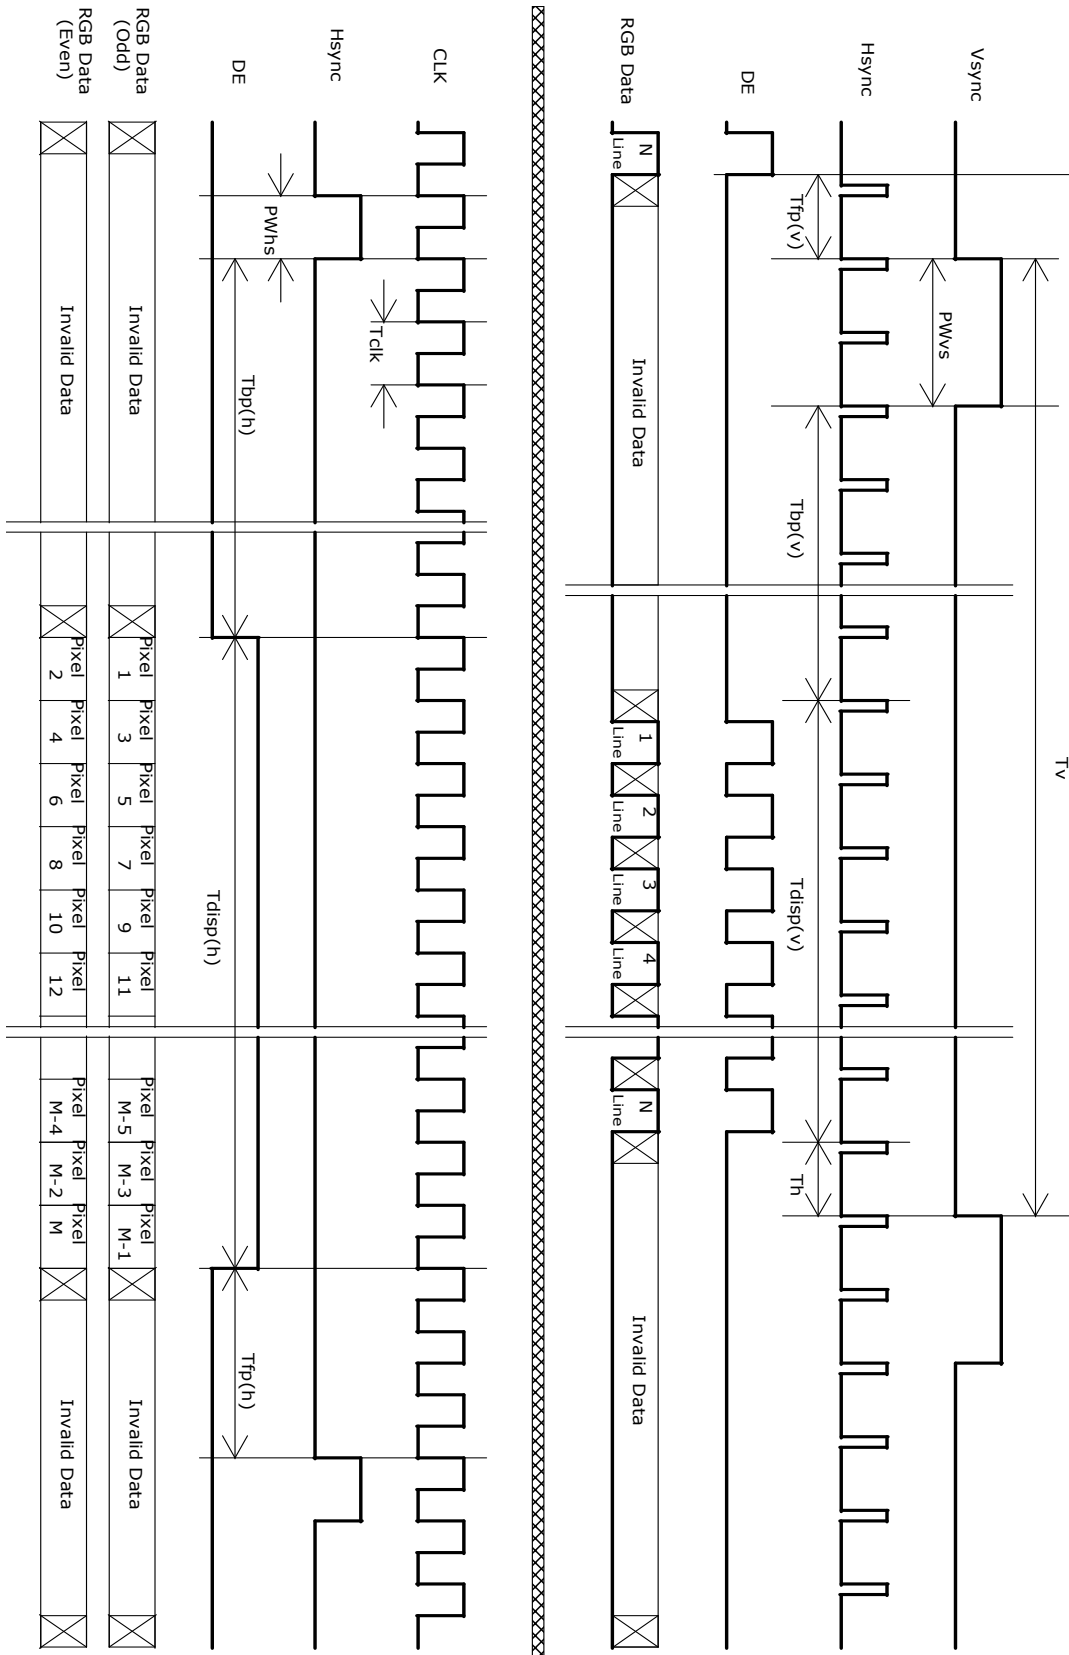 Vsync
Tv
PWvs
Hsync
Tfp(v)
Tbp(v)
Tdisp(v)
Th
DE
RGB Data
N
Line
Invalid Data
1
Line
2
Line
3
Line
4
Line
N
Line
Invalid Data
CLK
Tclk
Hsync
PWhs
DE
Tbp(h)
Tdisp(h)
Tfp(h)
RGB Data
(Odd)
Invalid Data
Pixel
1
Pixel
3
Pixel
5
Pixel
7
Pixel
9
Pixel
11
Pixel
M-5
Pixel
M-3
Pixel
M-1
Invalid Data
RGB Data
(Even)
Invalid Data
Pixel
2
Pixel
4
Pixel
6
Pixel
8
Pixel
10
Pixel
12
Pixel
M-4
Pixel
M-2
Pixel
M
Invalid Data